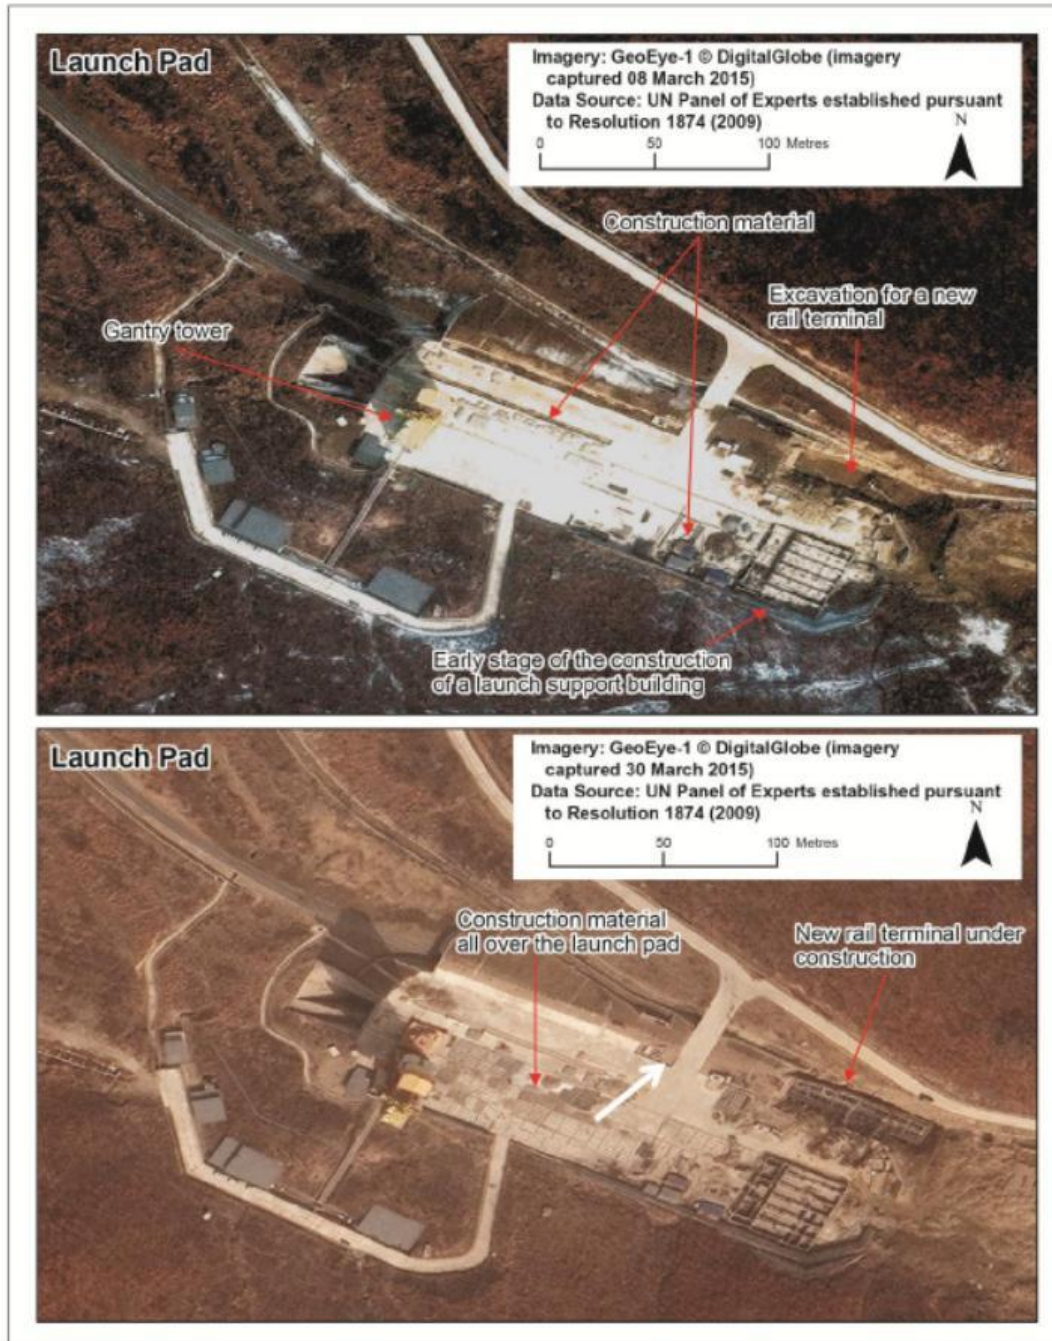 Launch Pad
Imagery: GeoEye-1 © DigitalGlobe (imagery
captured 08 March 2015)
Data Source: UN Panel of Experts established pursuant
to Resolution 1874 (2009)
N
0 50 100 Metres
Construction material
Excavation for a new
rail terminal
Gantry tower
Early stage of the construction
of a launch support building
Launch Pad
Imagery: GeoEye-1 © DigitalGlobe (imagery
captured 30 March 2015)
Data Source: UN Panel of Experts established pursuant
to Resolution 1874 (2009)
N
0 50 100 Metres
Construction material
all over the launch pad
New rail terminal under
construction